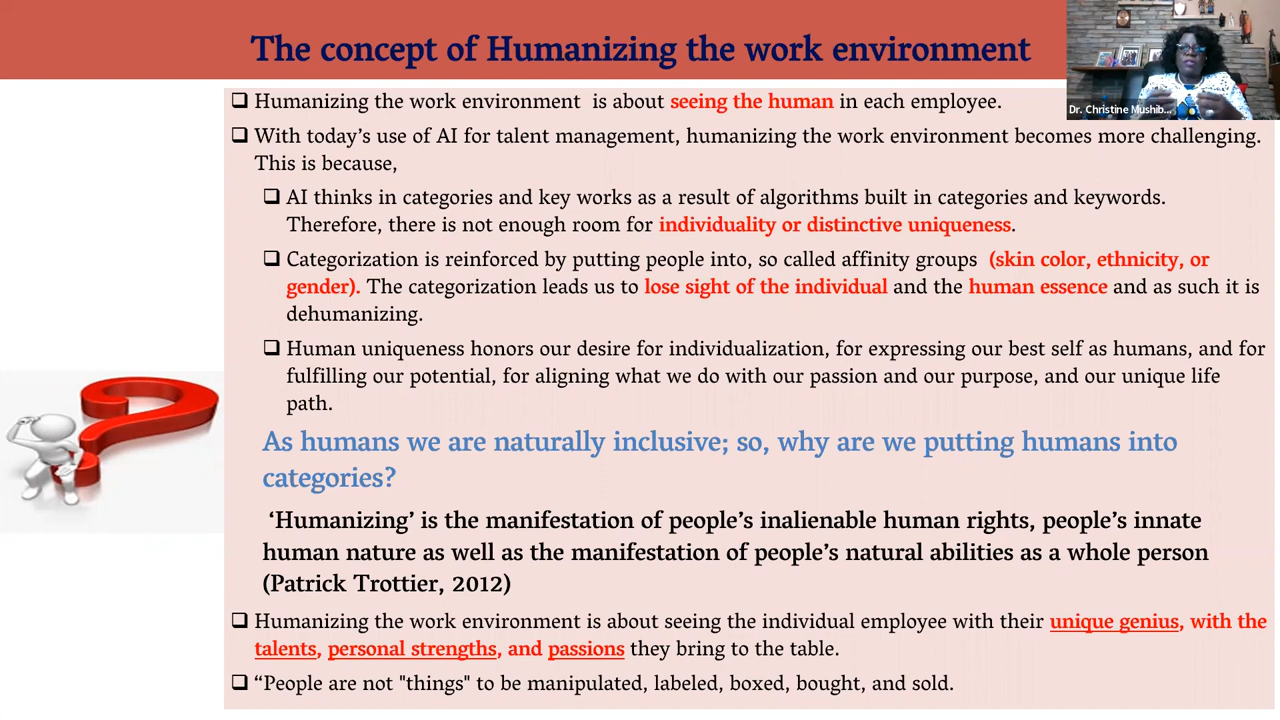 The concept of Humanizing the work environment
Dr. Christine Mushib...
❑ Humanizing the work environment is about seeing the human in each employee.
❑ With today's use of AI for talent management, humanizing the work environment becomes more challenging.
This is because,
❑ AI thinks in categories and key works as a result of algorithms built in categories and keywords.
Therefore, there is not enough room for individuality or distinctive uniqueness.
❑ Categorization is reinforced by putting people into, so called affinity groups (skin color, ethnicity, or
gender). The categorization leads us to lose sight of the individual and the human essence and as such it is
dehumanizing.
❑ Human uniqueness honors our desire for individualization, for expressing our best self as humans, and for
fulfilling our potential, for aligning what we do with our passion and our purpose, and our unique life
path.
As humans we are naturally inclusive; so, why are we putting humans into
categories?
'Humanizing' is the manifestation of people's inalienable human rights, people's innate
human nature as well as the manifestation of people's natural abilities as a whole person
(Patrick Trottier, 2012)
❑ Humanizing the work environment is about seeing the individual employee with their unique genius, with the
talents, personal strengths, and passions they bring to the table.
❑ "People are not "things" to be manipulated, labeled, boxed, bought, and sold.